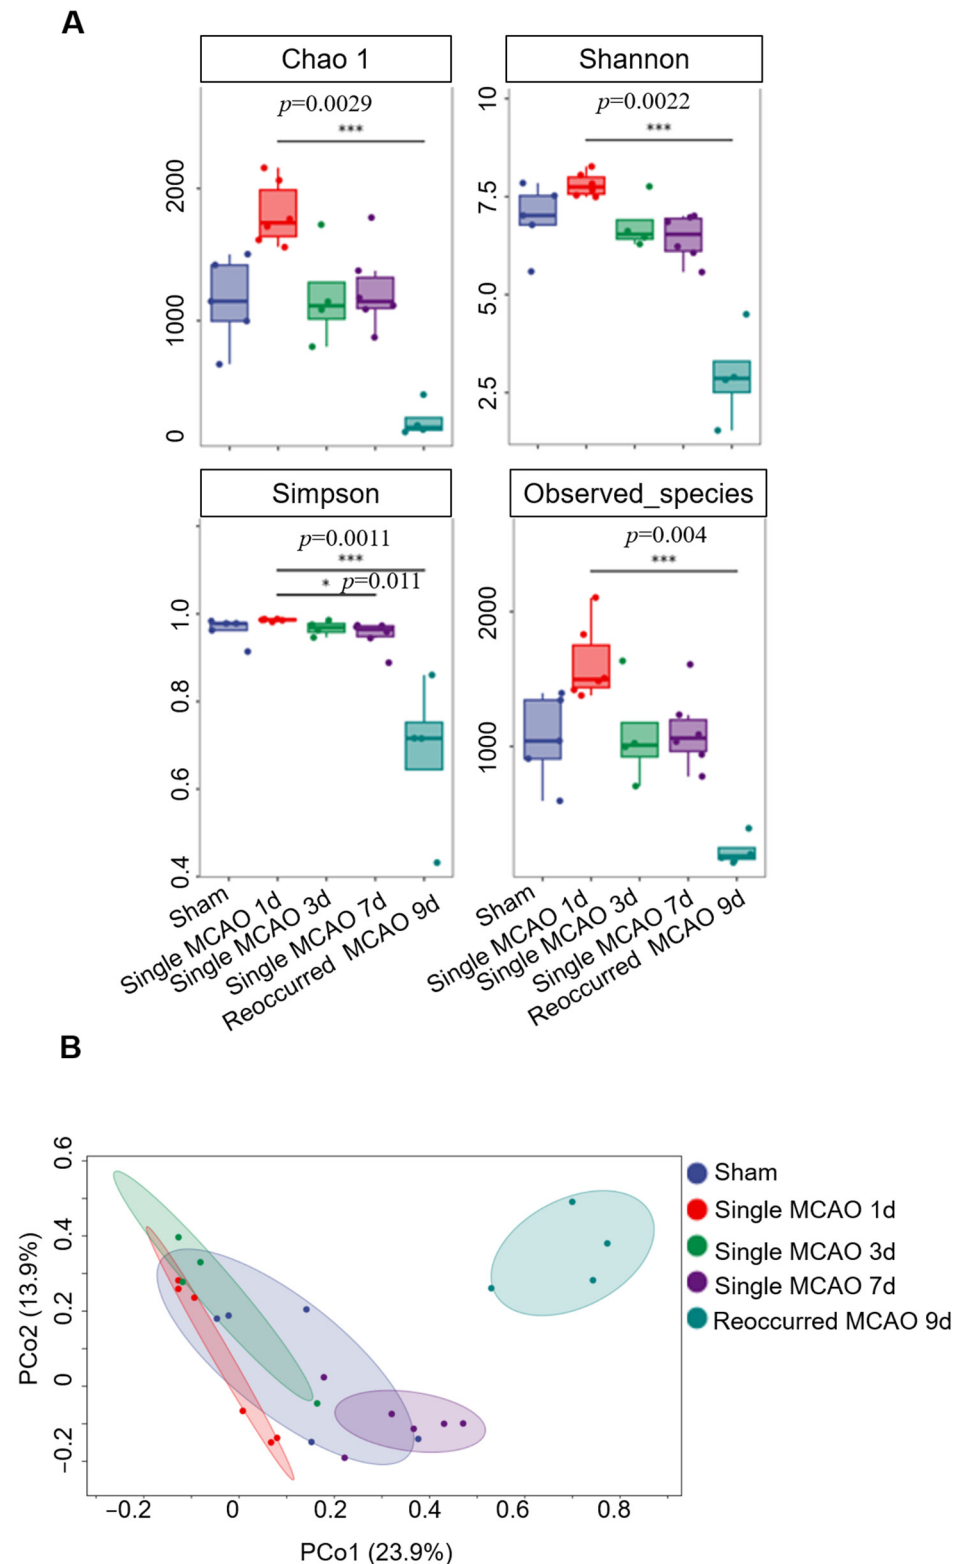 A
Chao 1
Shannon
p=0.0029
***
p=0.0022
***
2000
1000
0
10
7.5
5.0
2.5
Simpson
Observed_species
p=0.0011
***
* p=0.011
p=0.004
***
1.0
0.8
0.6
0.4
2000
1000
Sham
Single MCAO 1d
Single MCAO 3d
Single MCAO 7d
Reoccurred MCAO 9d
Sham
Single MCAO 1d
Single MCAO 3d
Single MCAO 7d
Reoccurred MCAO 9d
B
0.6
0.4
0.2
0
−0.2
PCo2 (13.9%)
−0.2 0 0.2 0.4 0.6 0.8
PCo1 (23.9%)
Sham
Single MCAO 1d
Single MCAO 3d
Single MCAO 7d
Reoccurred MCAO 9d